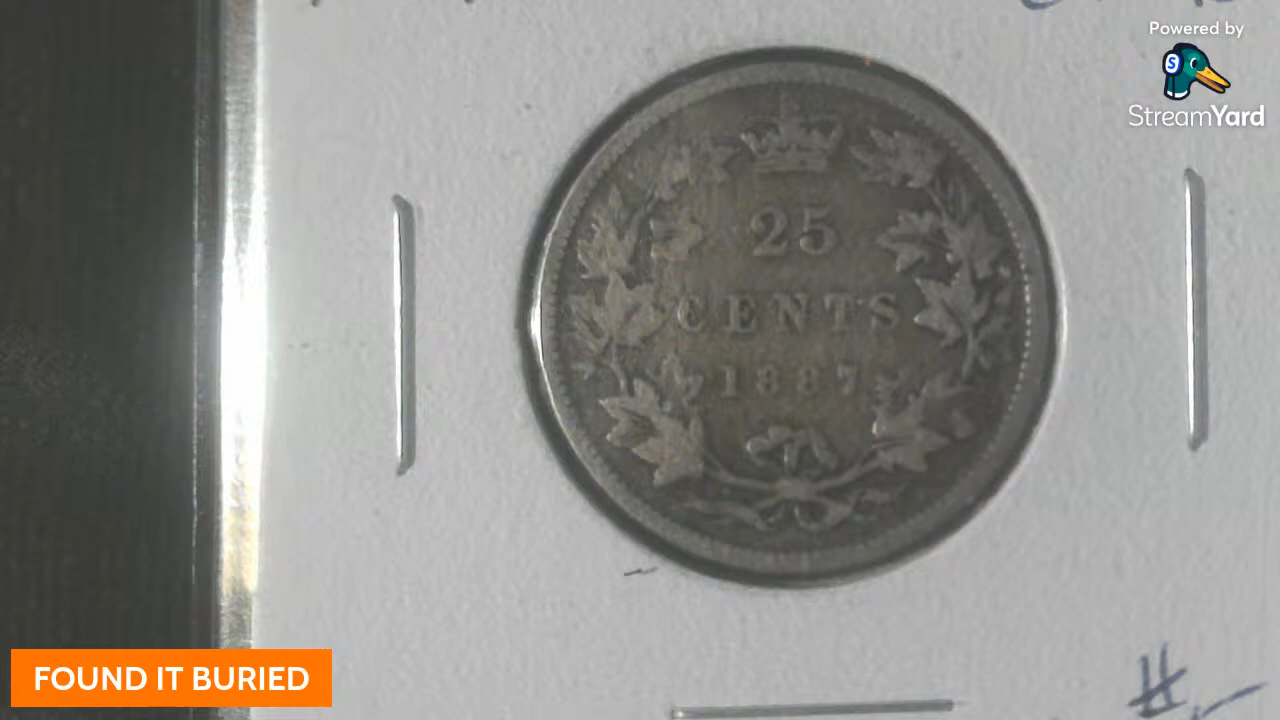 Powered by
StreamYard
25
CENTS
1887
FOUND IT BURIED